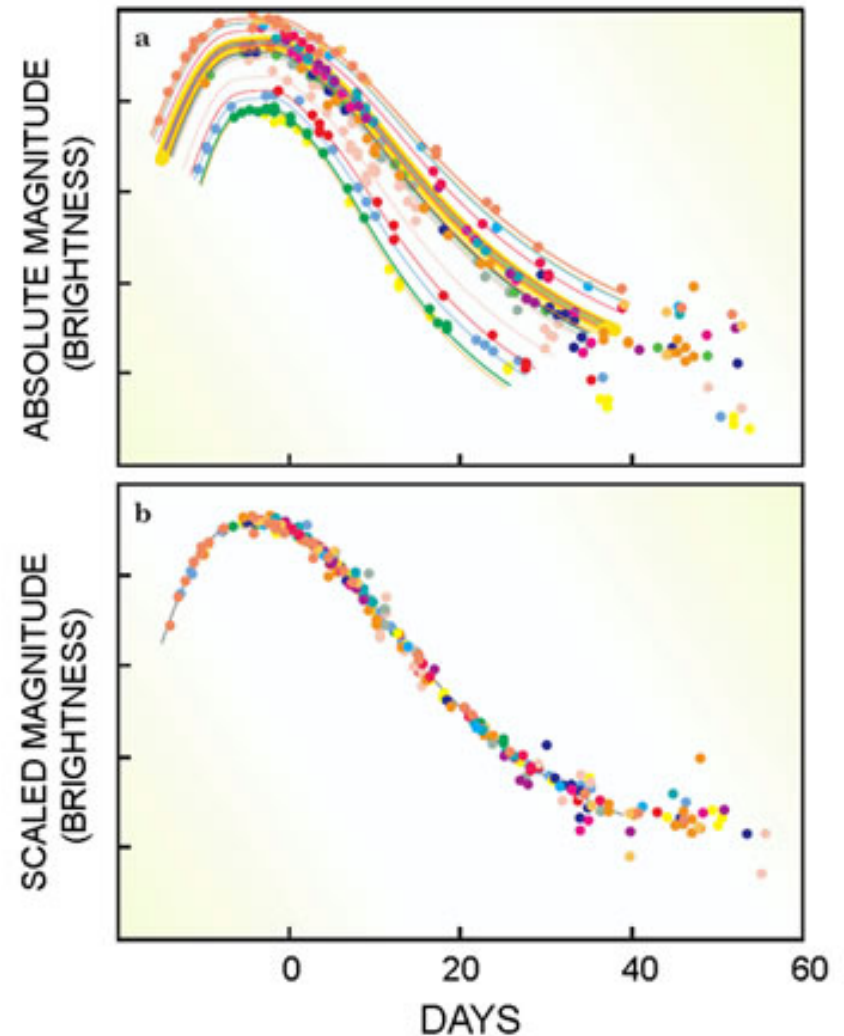 a
ABSOLUTE MAGNITUDE
(BRIGHTNESS)
b
SCALED MAGNITUDE
(BRIGHTNESS)
0 20 40 60
DAYS